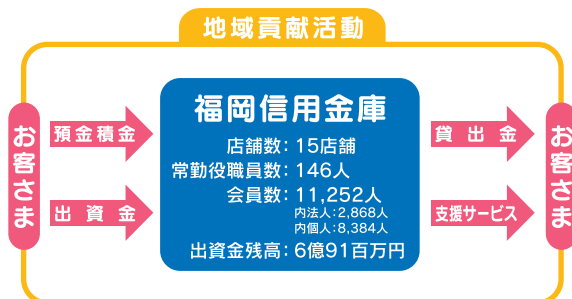 地域貢献活動
お客さま
預金積金
出資金
福岡信用金庫
店舗数：15店舗
常勤役職員数：146人
会員数：11,252人
内法人：2,868人
内個人：8,384人
出資金残高：6億91百万円
貸出金
支援サービス
お客さま